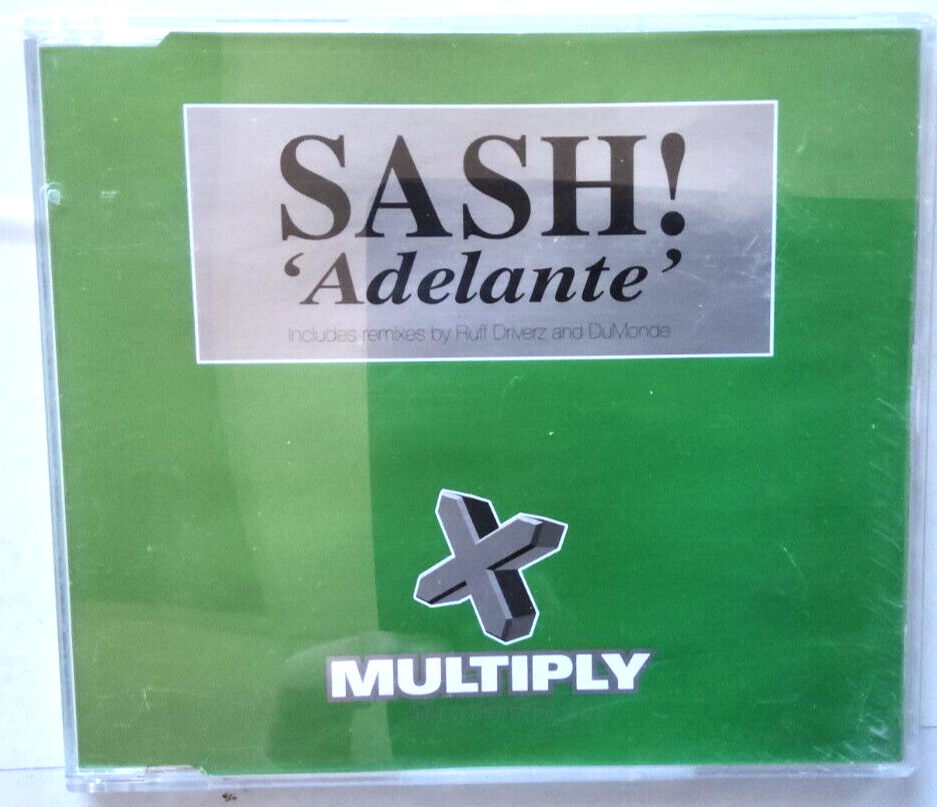 SASH!
‘Adelante’
Includes remixes by Ruff Driverz and DuMonde
MULTIPLY